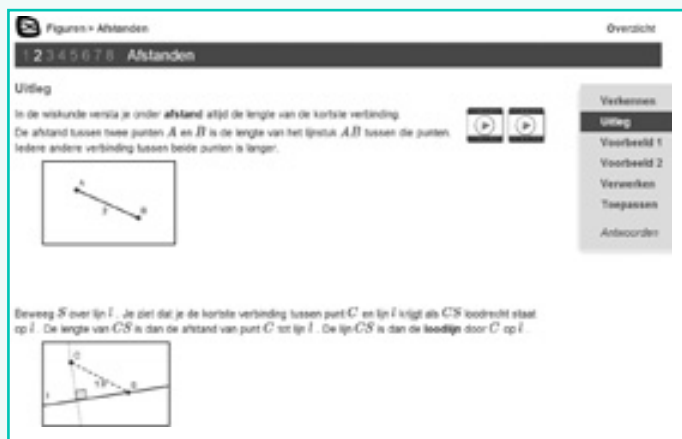 Figuren > Afstanden
Overzicht
1 2 3 4 5 6 7 8 Afstanden
Uitleg
In de wiskunde versta je onder afstand altijd de lengte van de kortste verbinding.
De afstand tussen twee punten A en B is de lengte van het lijnstuk AB tussen die punten.
Iedere andere verbinding tussen beide punten is langer.
A
B
Beweeg S over lijn l. Je ziet dat je de kortste verbinding tussen punt C en lijn l krijgt als CS loodrecht staat
op l. De lengte van CS is dan de afstand van punt C tot lijn l. De lijn CS is dan de loodlijn door C op l.
C
S
l
Verkennen
Uitleg
Voorbeeld 1
Voorbeeld 2
Verwerken
Toepassen
Antwoorden